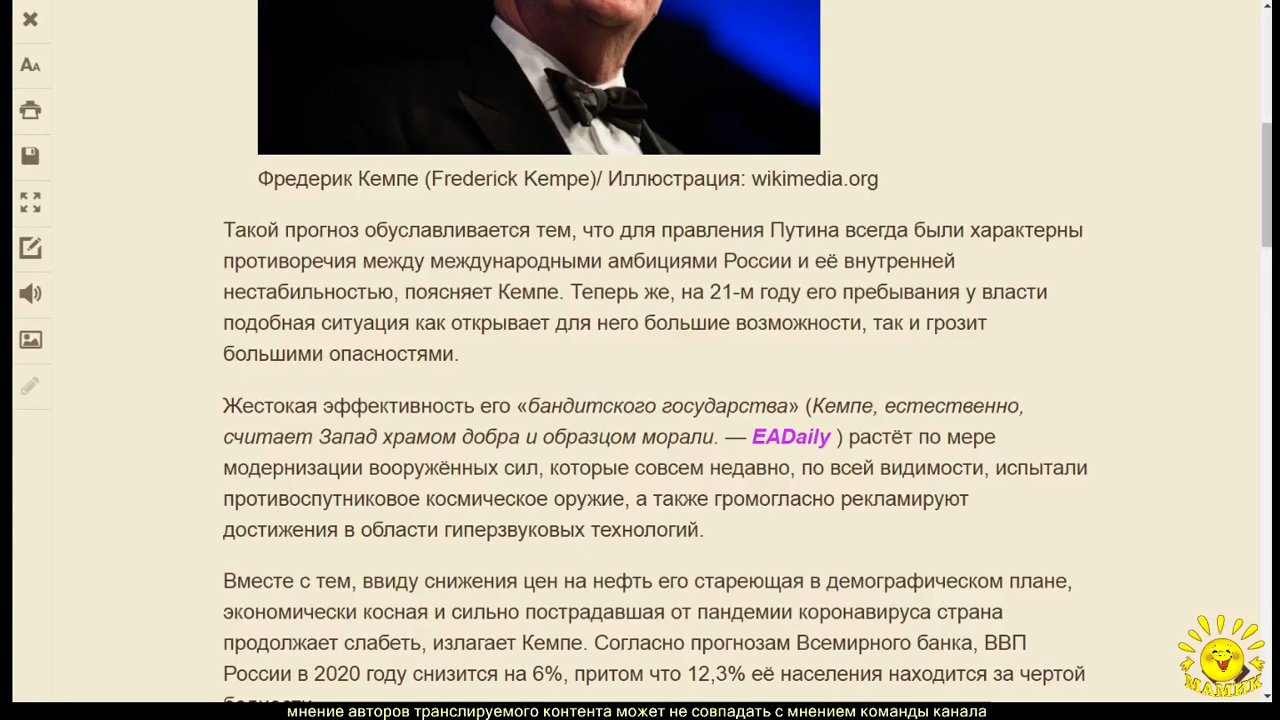 Фредерик Кемпе (Frederick Kempe)/ Иллюстрация: wikimedia.org
Такой прогноз обуславливается тем, что для правления Путина всегда были характерны
противоречия между международными амбициями России и её внутренней
нестабильностью, поясняет Кемпе. Теперь же, на 21-м году его пребывания у власти
подобная ситуация как открывает для него большие возможности, так и грозит
большими опасностями.
Жестокая эффективность его «бандитского государства» (Кемпе, естественно,
считает Запад храмом добра и образцом морали. — EADaily ) растёт по мере
модернизации вооружённых сил, которые совсем недавно, по всей видимости, испытали
противоспутниковое космическое оружие, а также громогласно рекламируют
достижения в области гиперзвуковых технологий.
Вместе с тем, ввиду снижения цен на нефть его стареющая в демографическом плане,
экономически косная и сильно пострадавшая от пандемии коронавируса страна
продолжает слабеть, излагает Кемпе. Согласно прогнозам Всемирного банка, ВВП
России в 2020 году снизится на 6%, притом что 12,3% её населения находится за чертой
МАМИК
мнение авторов транслируемого контента может не совпадать с мнением команды канала